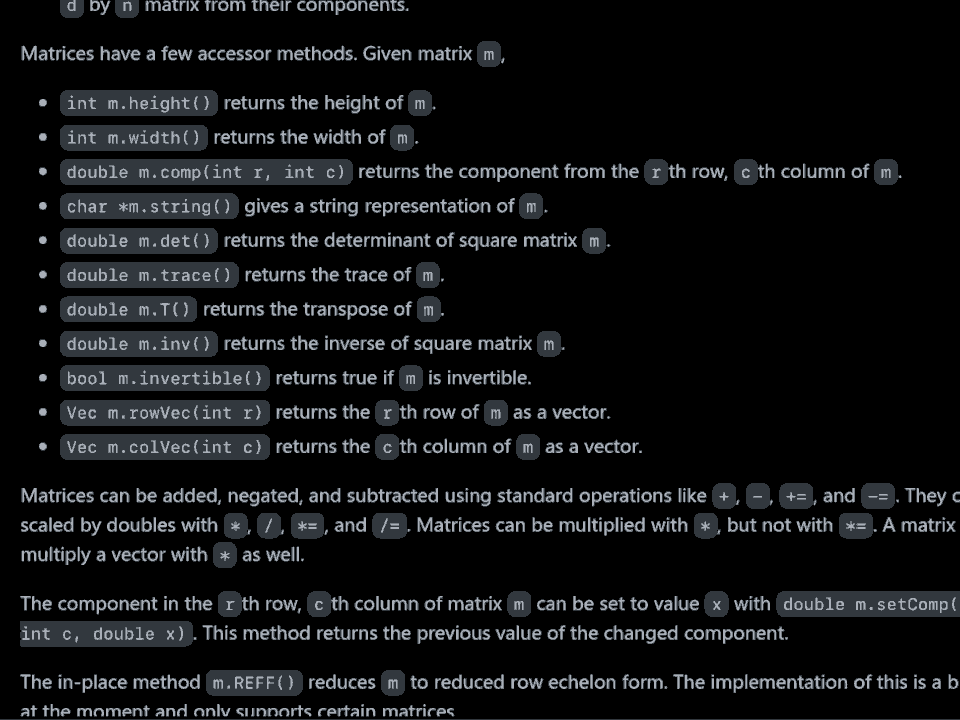 d by n matrix from their components.
Matrices have a few accessor methods. Given matrix m,
int m.height() returns the height of m.
int m.width() returns the width of m.
double m.comp(int r, int c) returns the component from the rth row, cth column of m.
char *m.string() gives a string representation of m.
double m.det() returns the determinant of square matrix m.
double m.trace() returns the trace of m.
double m.T() returns the transpose of m.
double m.inv() returns the inverse of square matrix m.
bool m.invertible() returns true if m is invertible.
Vec m.rowVec(int r) returns the rth row of m as a vector.
Vec m.colVec(int c) returns the cth column of m as a vector.
Matrices can be added, negated, and subtracted using standard operations like +, -, +=, and -=. They
scaled by doubles with *, /, *=, and /=. Matrices can be multiplied with *, but not with *=. A matrix
multiply a vector with * as well.
The component in the rth row, cth column of matrix m can be set to value x with double m.setComp(
int c, double x). This method returns the previous value of the changed component.
The in-place method m.REFF() reduces m to reduced row echelon form. The implementation of this is a
at the moment and only supports certain matrices